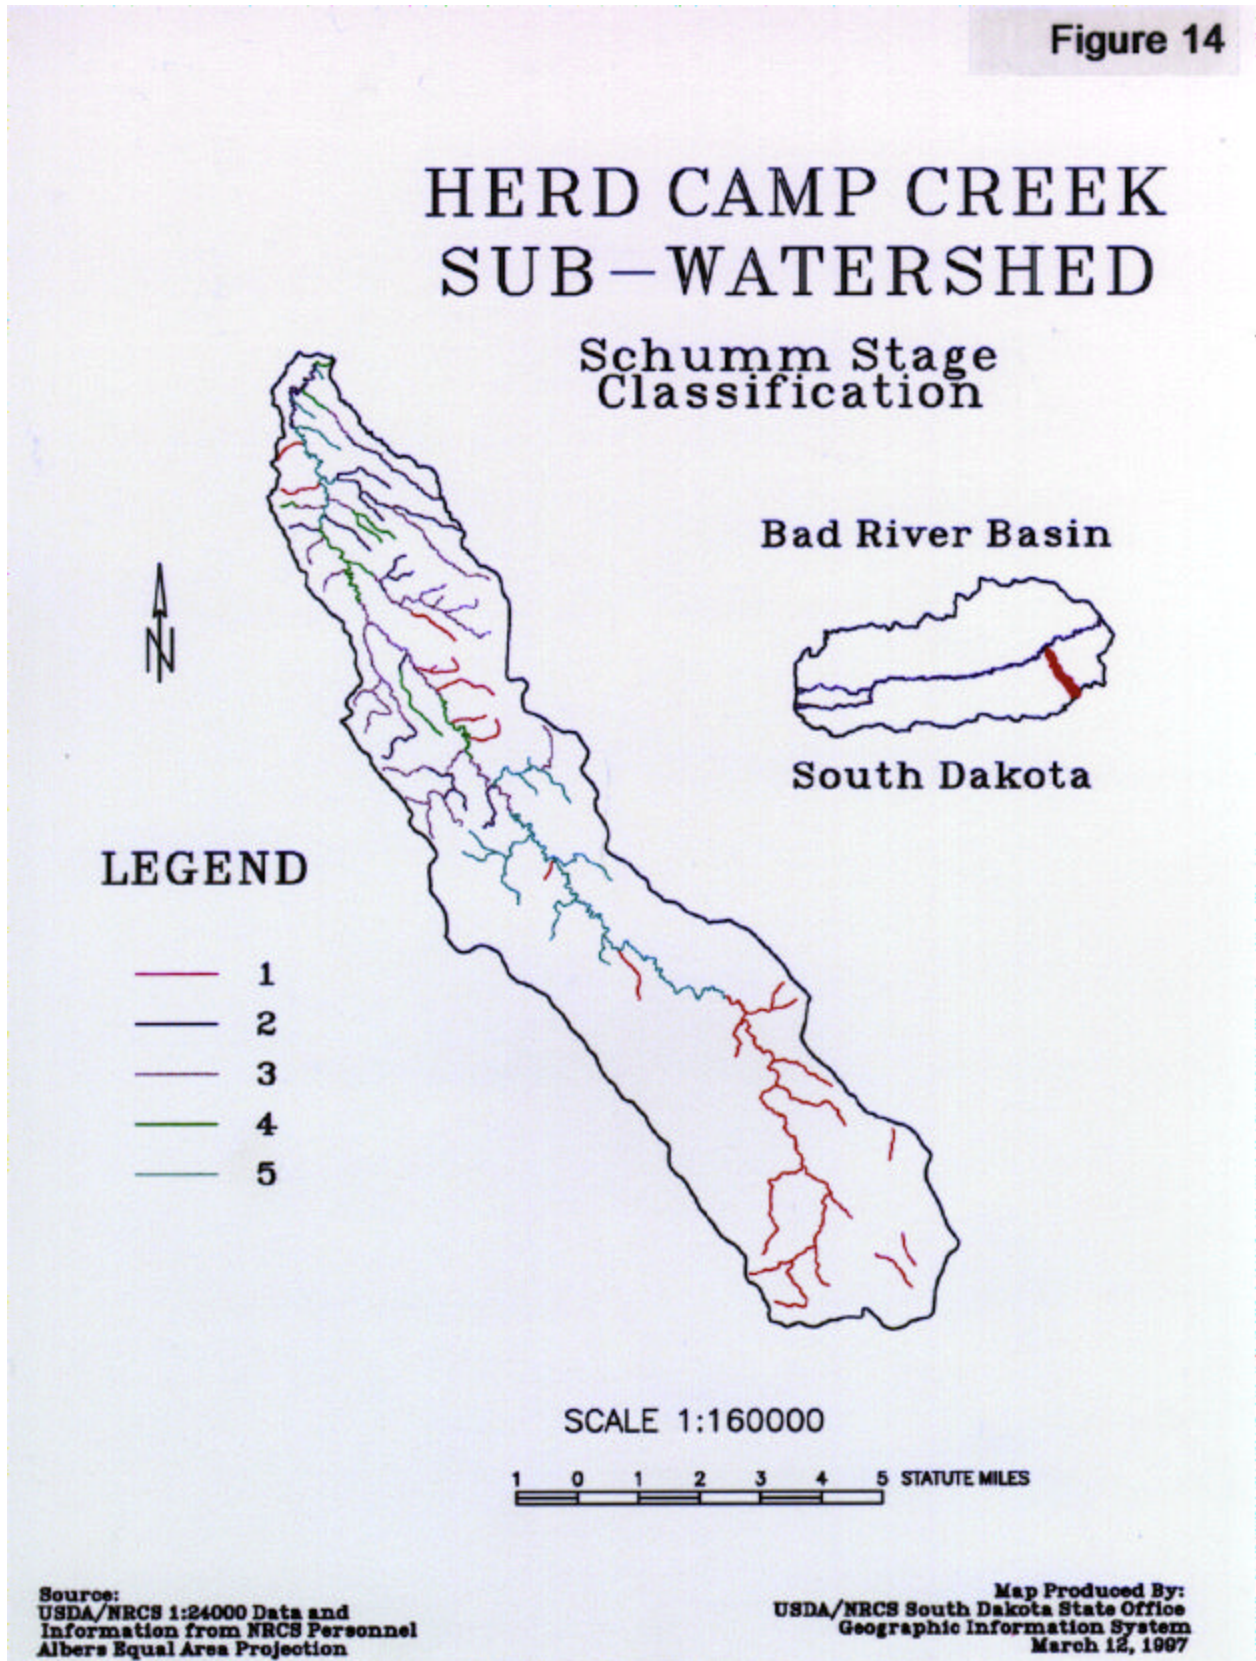 Figure 14
HERD CAMP CREEK
SUB-WATERSHED
Schumm Stage
Classification
Bad River Basin
N
South Dakota
LEGEND
1
2
3
4
5
SCALE 1:160000
1 0 1 2 3 4 5 STATUTE MILES
Source:
USDA/NRCS 1:24000 Data and
Information from NRCS Personnel
Albers Equal Area Projection
Map Produced By:
USDA/NRCS South Dakota State Office
Geographic Information System
March 12, 1997